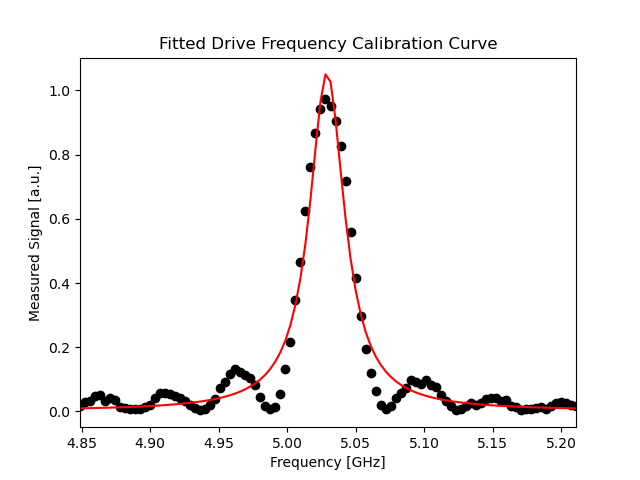 Fitted Drive Frequency Calibration Curve
Measured Signal [a.u.]
1.0
0.8
0.6
0.4
0.2
0.0
4.85 4.90 4.95 5.00 5.05 5.10 5.15 5.20
Frequency [GHz]